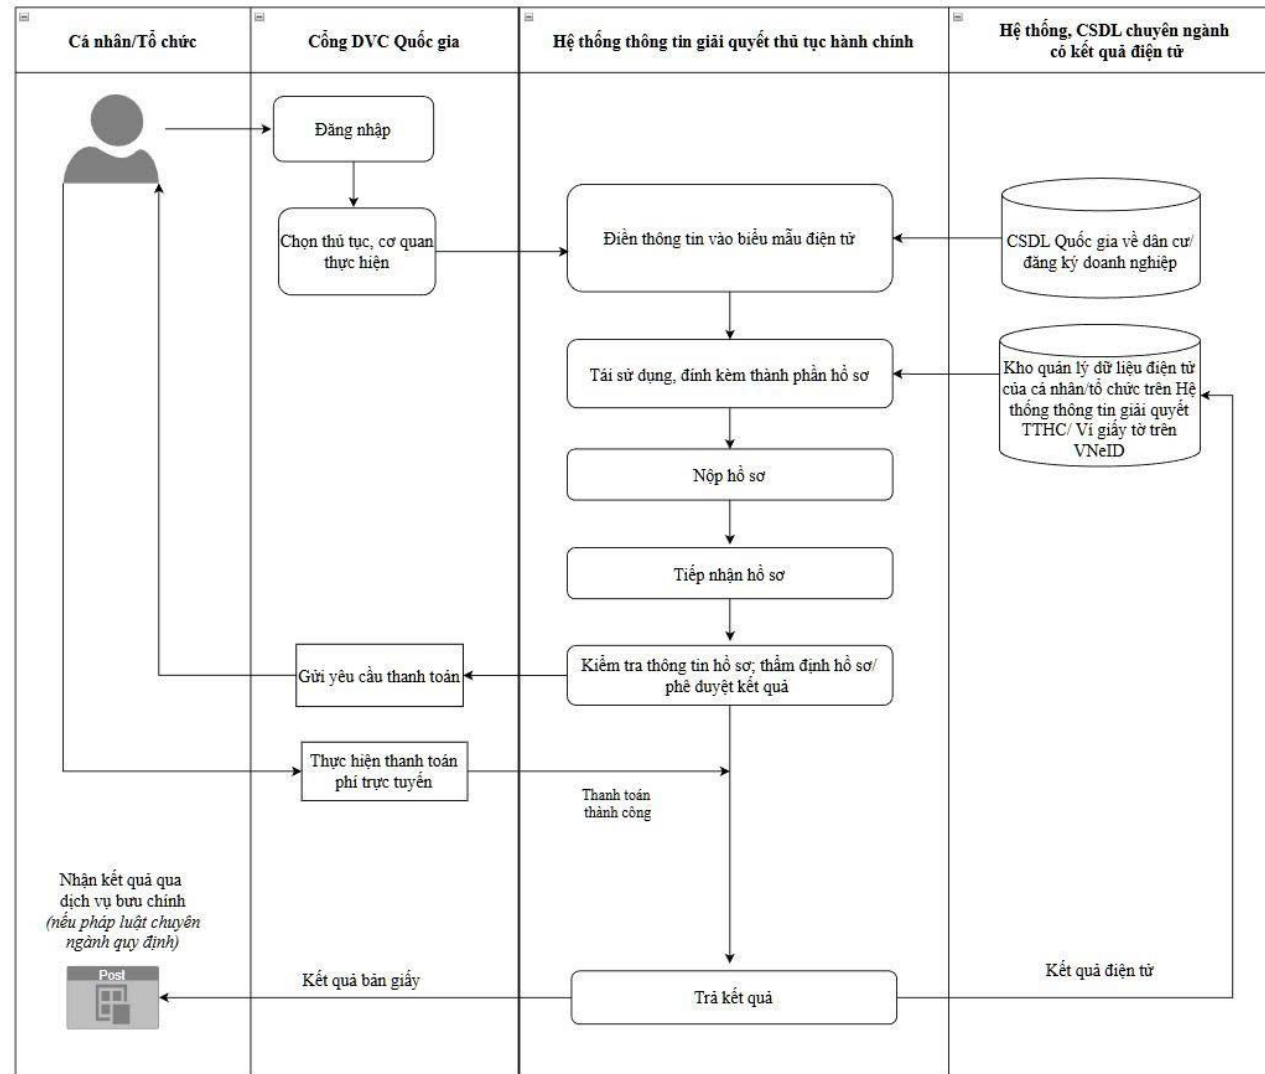 Cá nhân/Tổ chức
Cổng DVC Quốc gia
Hệ thống thông tin giải quyết thủ tục hành chính
Hệ thống, CSDL chuyên ngành
có kết quả điện tử
Đăng nhập
Chọn thủ tục, cơ quan
thực hiện
Điền thông tin vào biểu mẫu điện tử
CSDL Quốc gia về dân cư/
đăng ký doanh nghiệp
Tái sử dụng, đính kèm thành phần hồ sơ
Kho quản lý dữ liệu điện tử
của cá nhân/tổ chức trên Hệ
thống thông tin giải quyết
TTHC/ Ví giấy tờ trên
VNeID
Nộp hồ sơ
Tiếp nhận hồ sơ
Kiểm tra thông tin hồ sơ; thẩm định hồ sơ/
phê duyệt kết quả
Gửi yêu cầu thanh toán
Thực hiện thanh toán
phí trực tuyến
Thanh toán
thành công
Nhận kết quả qua
dịch vụ bưu chính
(nếu pháp luật chuyên
ngành quy định)
Post
Kết quả bản giấy
Trả kết quả
Kết quả điện tử